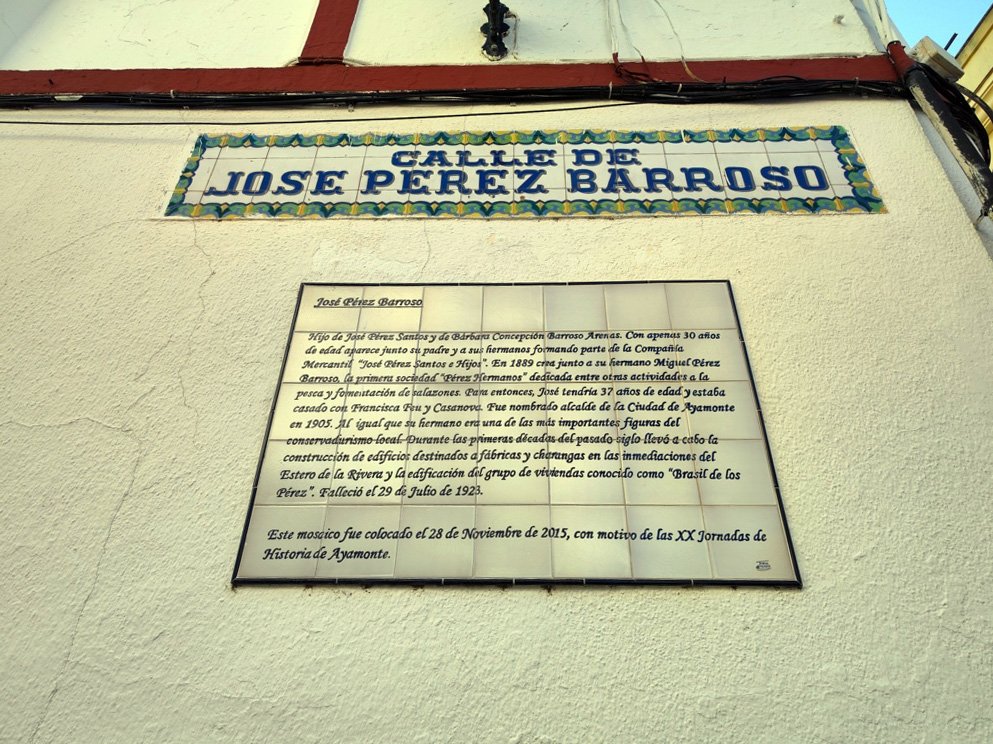 CALLE DE
JOSE PEREZ BARROSO
José Pérez Barroso
Hijo de José Pérez Santos y de Bárbara Concepción Barroso Arenas. Con apenas 30 años
de edad aparece junto su padre y a sus hermanos formando parte de la Compañía
Mercantil "José Pérez Santos e Hijos". En 1889 crea junto a su hermano Miguel Pérez
Barroso, la primera sociedad "Pérez Hermanos" dedicada entre otras actividades a la
pesca y fomentación de salazones. Para entonces, José tendría 37 años de edad y estaba
casado con Francisca Feu y Casanova. Fue nombrado alcalde de la Ciudad de Ayamonte
en 1905. Al igual que su hermano era una de las más importantes figuras del
conservadurismo local. Durante las primeras décadas del pasado siglo llevó a cabo la
construcción de edificios destinados a fábricas y charangas en las inmediaciones del
Estero de la Rivera y la edificación del grupo de viviendas conocido como "Brasil de los
Pérez". Falleció el 29 de Julio de 1923.
Este mosaico fue colocado el 28 de Noviembre de 2015, con motivo de las XX Jornadas de
Historia de Ayamonte.